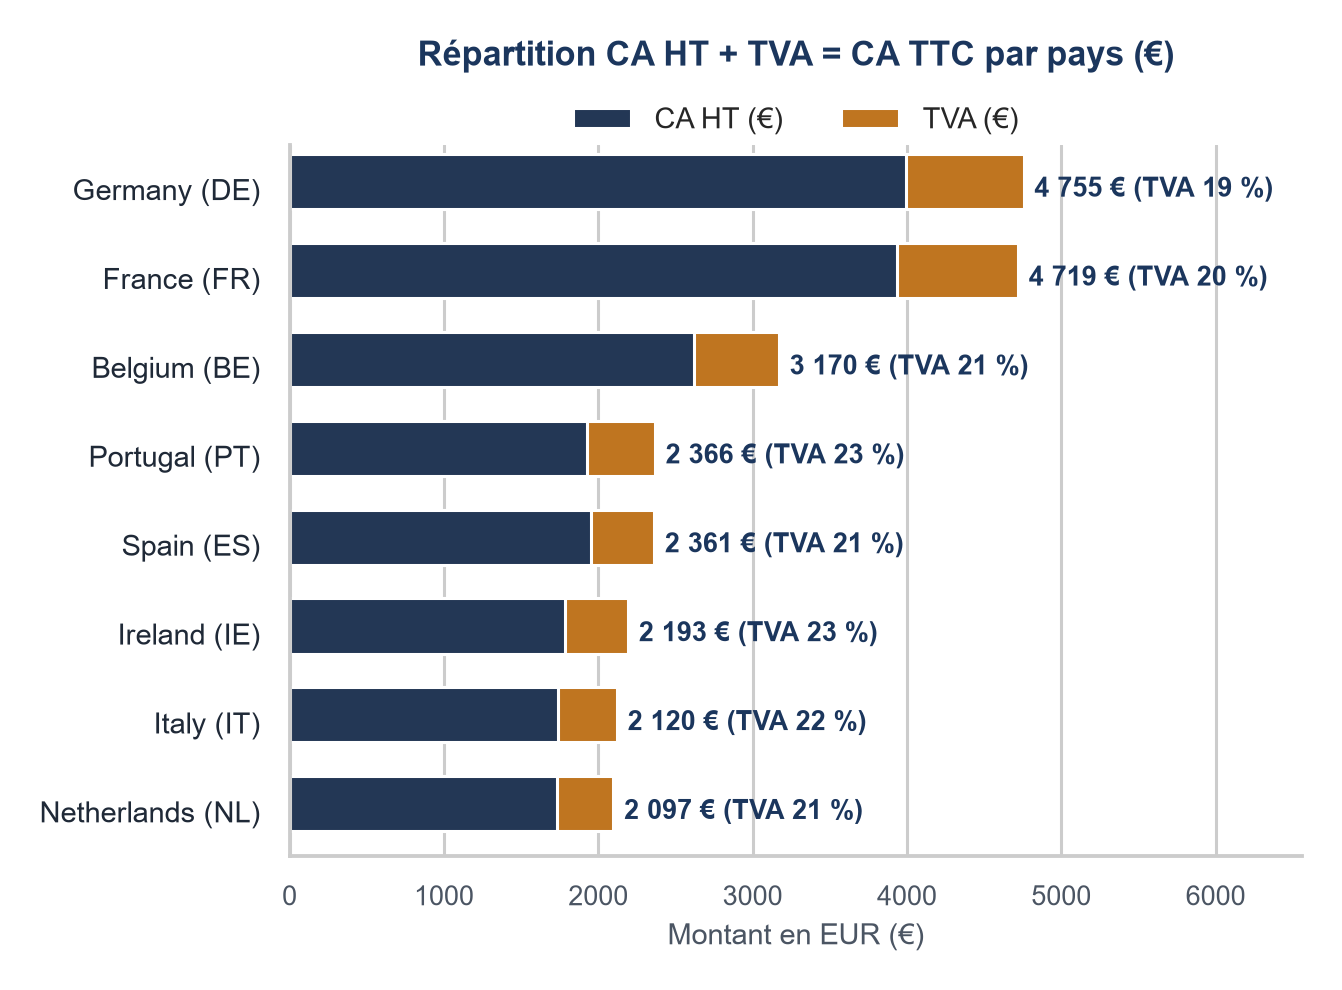 Répartition CA HT + TVA = CA TTC par pays (€)
CA HT (€) TVA (€)
Germany (DE) 4 755 € (TVA 19 %)
France (FR) 4 719 € (TVA 20 %)
Belgium (BE) 3 170 € (TVA 21 %)
Portugal (PT) 2 366 € (TVA 23 %)
Spain (ES) 2 361 € (TVA 21 %)
Ireland (IE) 2 193 € (TVA 23 %)
Italy (IT) 2 120 € (TVA 22 %)
Netherlands (NL) 2 097 € (TVA 21 %)
0 1000 2000 3000 4000 5000 6000
Montant en EUR (€)